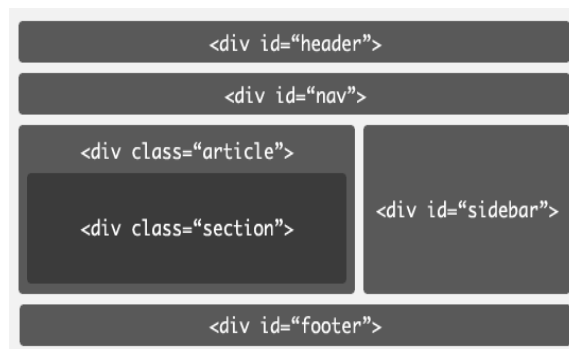 <div id=“header”>
<div id=“nav”>
<div class=“article”>
<div class=“section”>
<div id=“sidebar”>
<div id=“footer”>